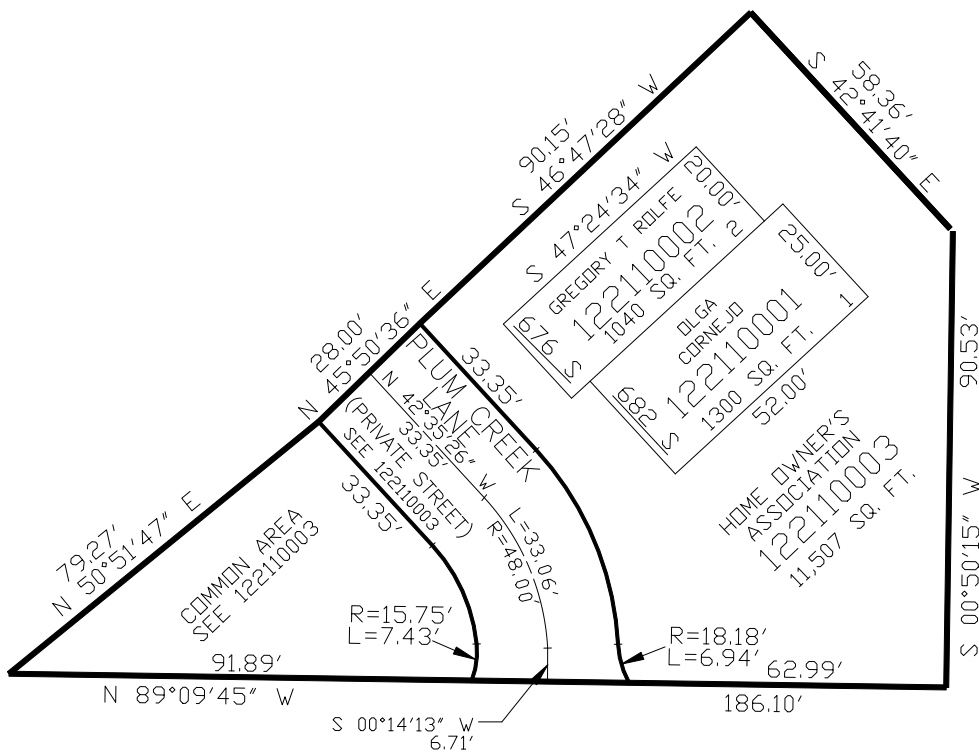 58.36'
S 42°41'40" E
90.15'
S 46°47'28" W
S 47°24'34" W
20.00'
GREGORY T ROLFE
122110002
1040 SQ. FT.
2
676
S
25.00'
OLGA
CORNEJO
122110001
1300 SQ. FT.
1
682
S
52.00'
90.53'
S 00°50'15" W
28.00'
N 45°50'36" E
33.35'
PLUM CREEK
LANE
N 42°35'26" W
33.35'
(PRIVATE STREET)
SEE 122110003
33.35'
L=33.06'
R=48.00'
HOME OWNER'S
ASSOCIATION
122110003
11,507 SQ. FT.
79.27'
N 50°51'47" E
COMMON AREA
SEE 122110003
R=15.75'
L=7.43'
R=18.18'
L=6.94'
91.89'
62.99'
N 89°09'45" W
186.10'
S 00°14'13" W
6.71'